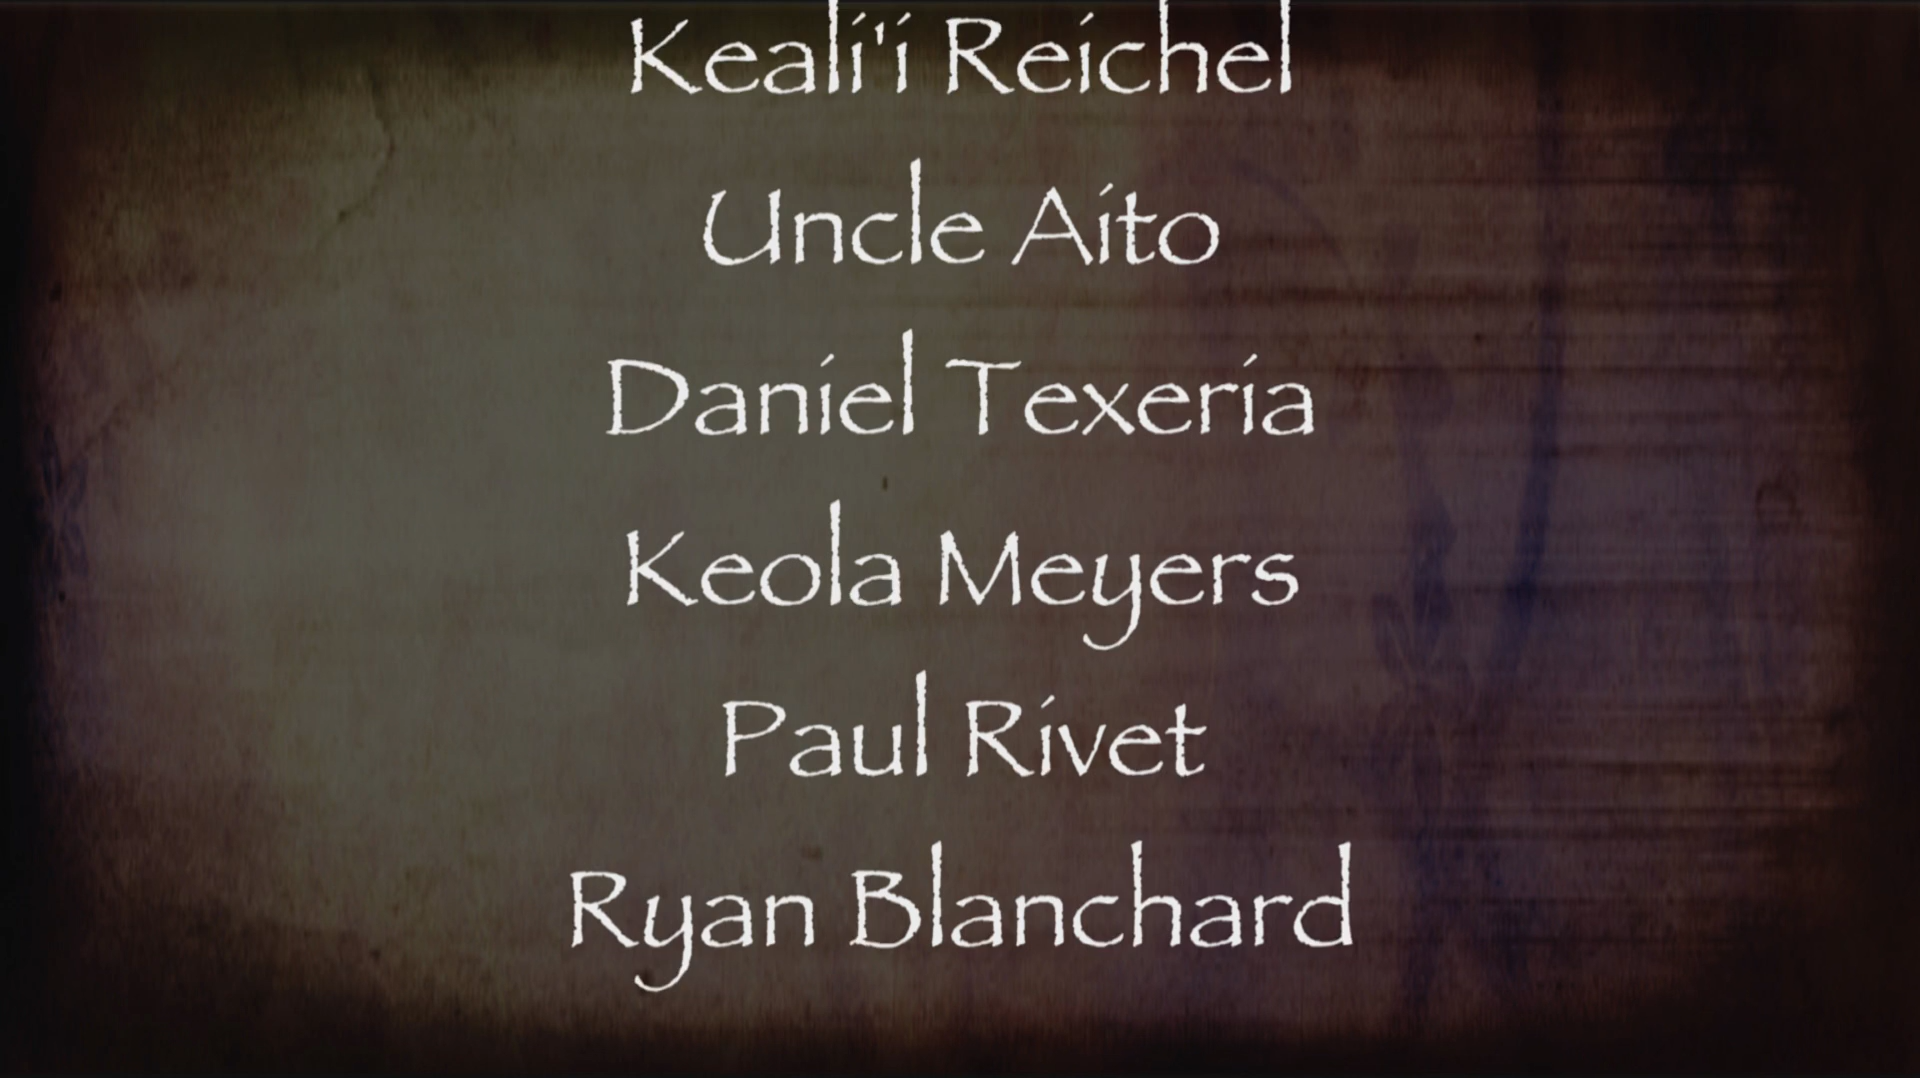 Keali'i Reichel
Uncle Aito
Daniel Texeria
Keola Meyers
Paul Rivet
Ryan Blanchard